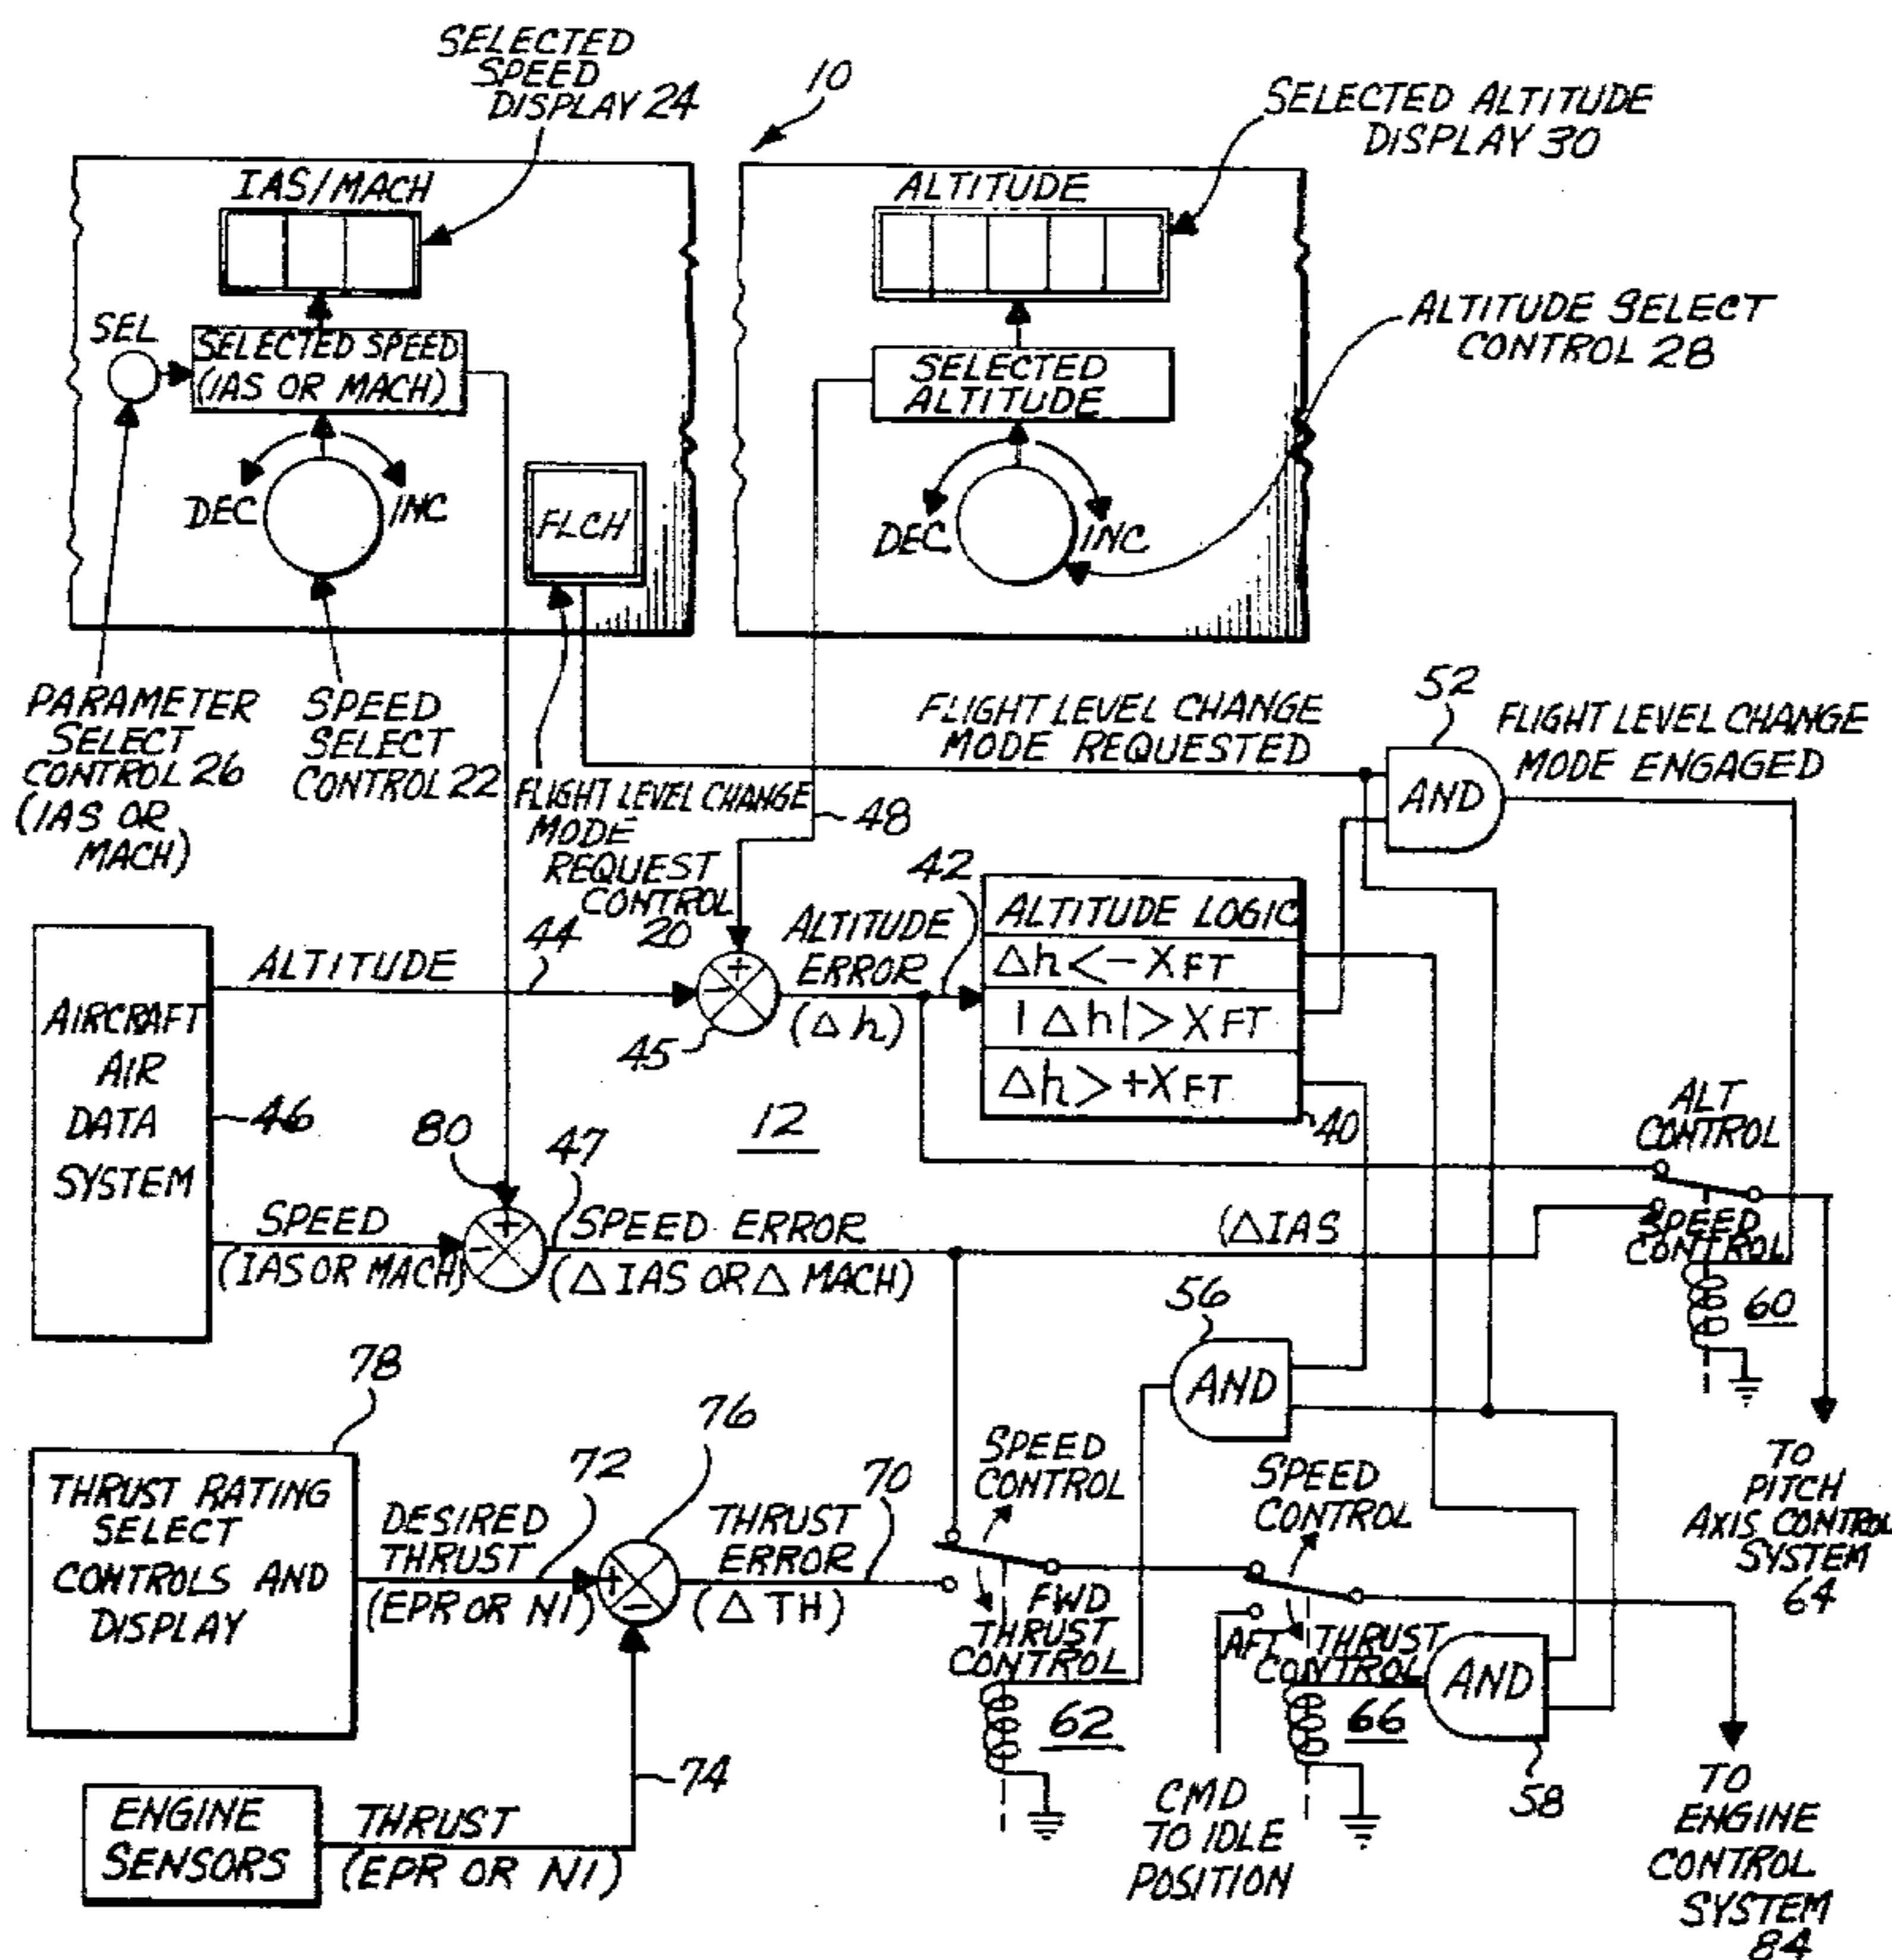 SELECTED
SPEED
DISPLAY 24
10
SELECTED ALTITUDE
DISPLAY 30
IAS/MACH
ALTITUDE
SEL
SELECTED SPEED
(IAS OR MACH)
SELECTED
ALTITUDE
ALTITUDE SELECT
CONTROL 28
DEC
INC
FLCH
DEC
INC
PARAMETER
SELECT
CONTROL 26
(IAS OR
MACH)
SPEED
SELECT
CONTROL 22
FLIGHT LEVEL CHANGE
MODE
REQUEST
CONTROL
20
48
FLIGHT LEVEL CHANGE
MODE REQUESTED
52
AND
FLIGHT LEVEL CHANGE
MODE ENGAGED
AIRCRAFT
AIR
DATA
SYSTEM
46
ALTITUDE
44
+
-
45
ALTITUDE
ERROR
(Δh)
42
ALTITUDE LOGIC
Δh<-XFT
|Δh|>XFT
Δh>+XFT
40
12
80
47
SPEED
(IAS OR MACH)
+
-
SPEED ERROR
(Δ IAS OR Δ MACH)
(ΔIAS
ALT
CONTROL
SPEED
CONTROL
60
TO
PITCH
AXIS CONTROL
SYSTEM
64
56
AND
78
THRUST RATING
SELECT
CONTROLS AND
DISPLAY
DESIRED
THRUST
(EPR OR N1)
72
76
+
-
THRUST
ERROR
(Δ TH)
70
SPEED
CONTROL
FWD
THRUST
CONTROL
62
SPEED
CONTROL
AFT THRUST
CONTROL
66
AND
58
ENGINE
SENSORS
THRUST
(EPR OR N1)
74
CMD
TO IDLE
POSITION
TO
ENGINE
CONTROL
SYSTEM
84